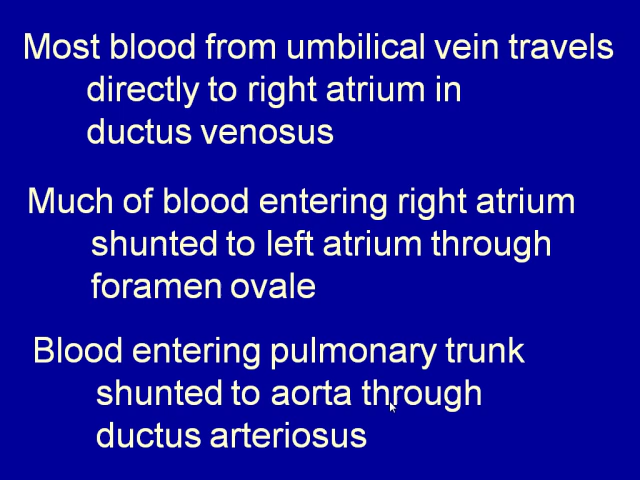 Most blood from umbilical vein travels
directly to right atrium in
ductus venosus
Much of blood entering right atrium
shunted to left atrium through
foramen ovale
Blood entering pulmonary trunk
shunted to aorta through
ductus arteriosus